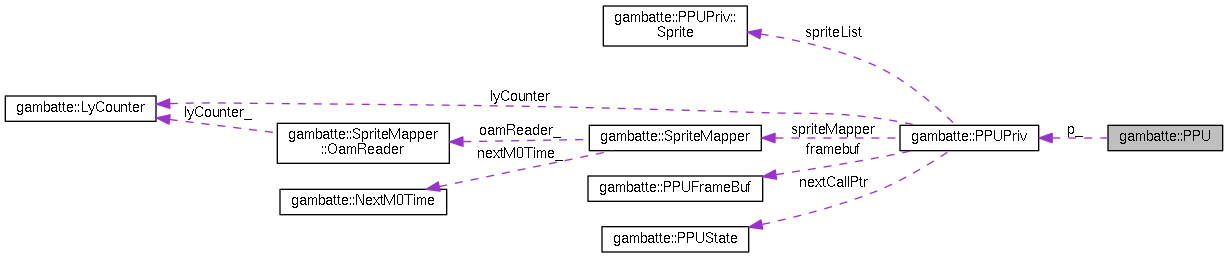 gambatte::PPUPriv::
Sprite
spriteList
lyCounter
gambatte::LyCounter
lyCounter_
gambatte::SpriteMapper
::OamReader
oamReader_
gambatte::SpriteMapper
spriteMapper
gambatte::PPUPriv
p_
gambatte::PPU
nextM0Time_
framebuf
gambatte::NextM0Time
gambatte::PPUFrameBuf
nextCallPtr
gambatte::PPUState